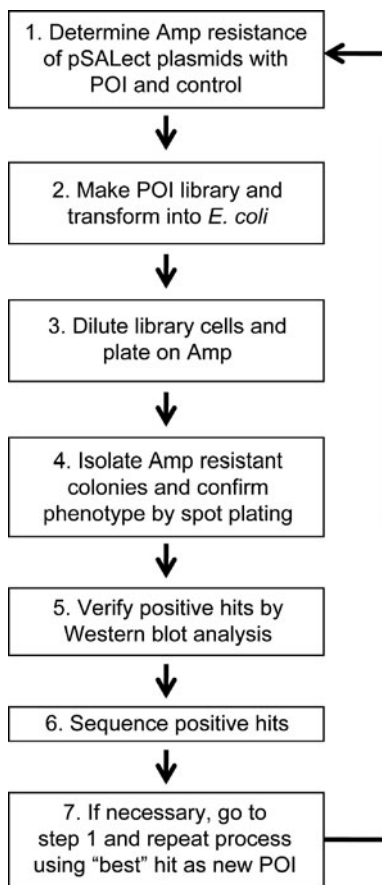 1. Determine Amp resistance
of pSALect plasmids with
POI and control
2. Make POI library and
transform into E. coli
3. Dilute library cells and
plate on Amp
4. Isolate Amp resistant
colonies and confirm
phenotype by spot plating
5. Verify positive hits by
Western blot analysis
6. Sequence positive hits
7. If necessary, go to
step 1 and repeat process
using “best” hit as new POI